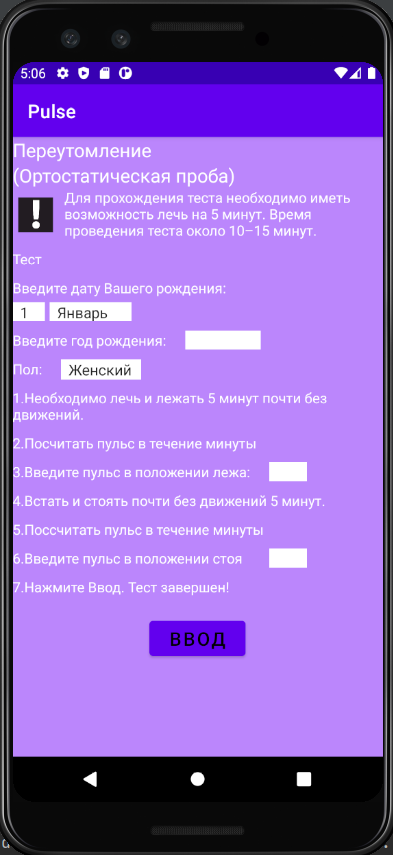 5:06
Pulse
Переутомление
(Ортостатическая проба)
Для прохождения теста необходимо иметь
возможность лечь на 5 минут. Время
проведения теста около 10–15 минут.
Тест
Введите дату Вашего рождения:
1 Январь
Введите год рождения:
Пол: Женский
1.Необходимо лечь и лежать 5 минут почти без
движений.
2.Посчитать пульс в течение минуты
3.Введите пульс в положении лежа:
4.Встать и стоять почти без движений 5 минут.
5.Поссчитать пульс в течение минуты
6.Введите пульс в положении стоя
7.Нажмите Ввод. Тест завершен!
ВВОД